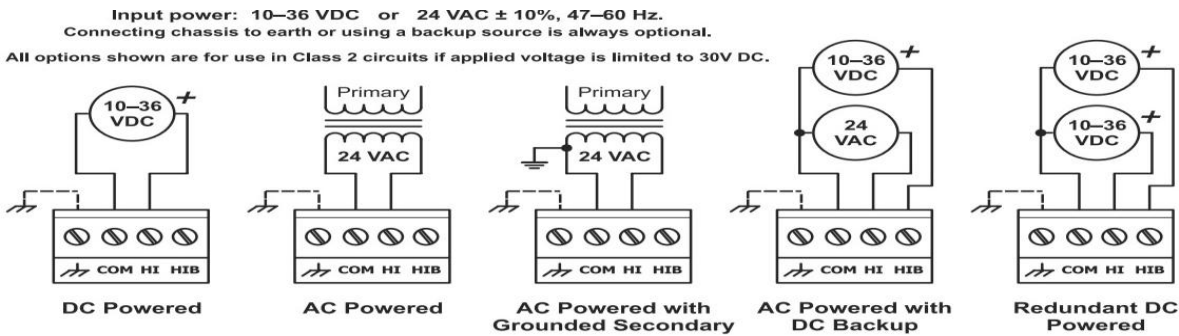 Input power: 10–36 VDC or 24 VAC ± 10%, 47–60 Hz.
Connecting chassis to earth or using a backup source is always optional.
All options shown are for use in Class 2 circuits if applied voltage is limited to 30V DC.
10–36
VDC
+
COM HI HIB
DC Powered
Primary
24 VAC
COM HI HIB
AC Powered
Primary
24 VAC
COM HI HIB
AC Powered with
Grounded Secondary
10–36
VDC
+
24
VAC
COM HI HIB
AC Powered with
DC Backup
10–36
VDC
+
10–36
VDC
+
COM HI HIB
Redundant DC
Powered